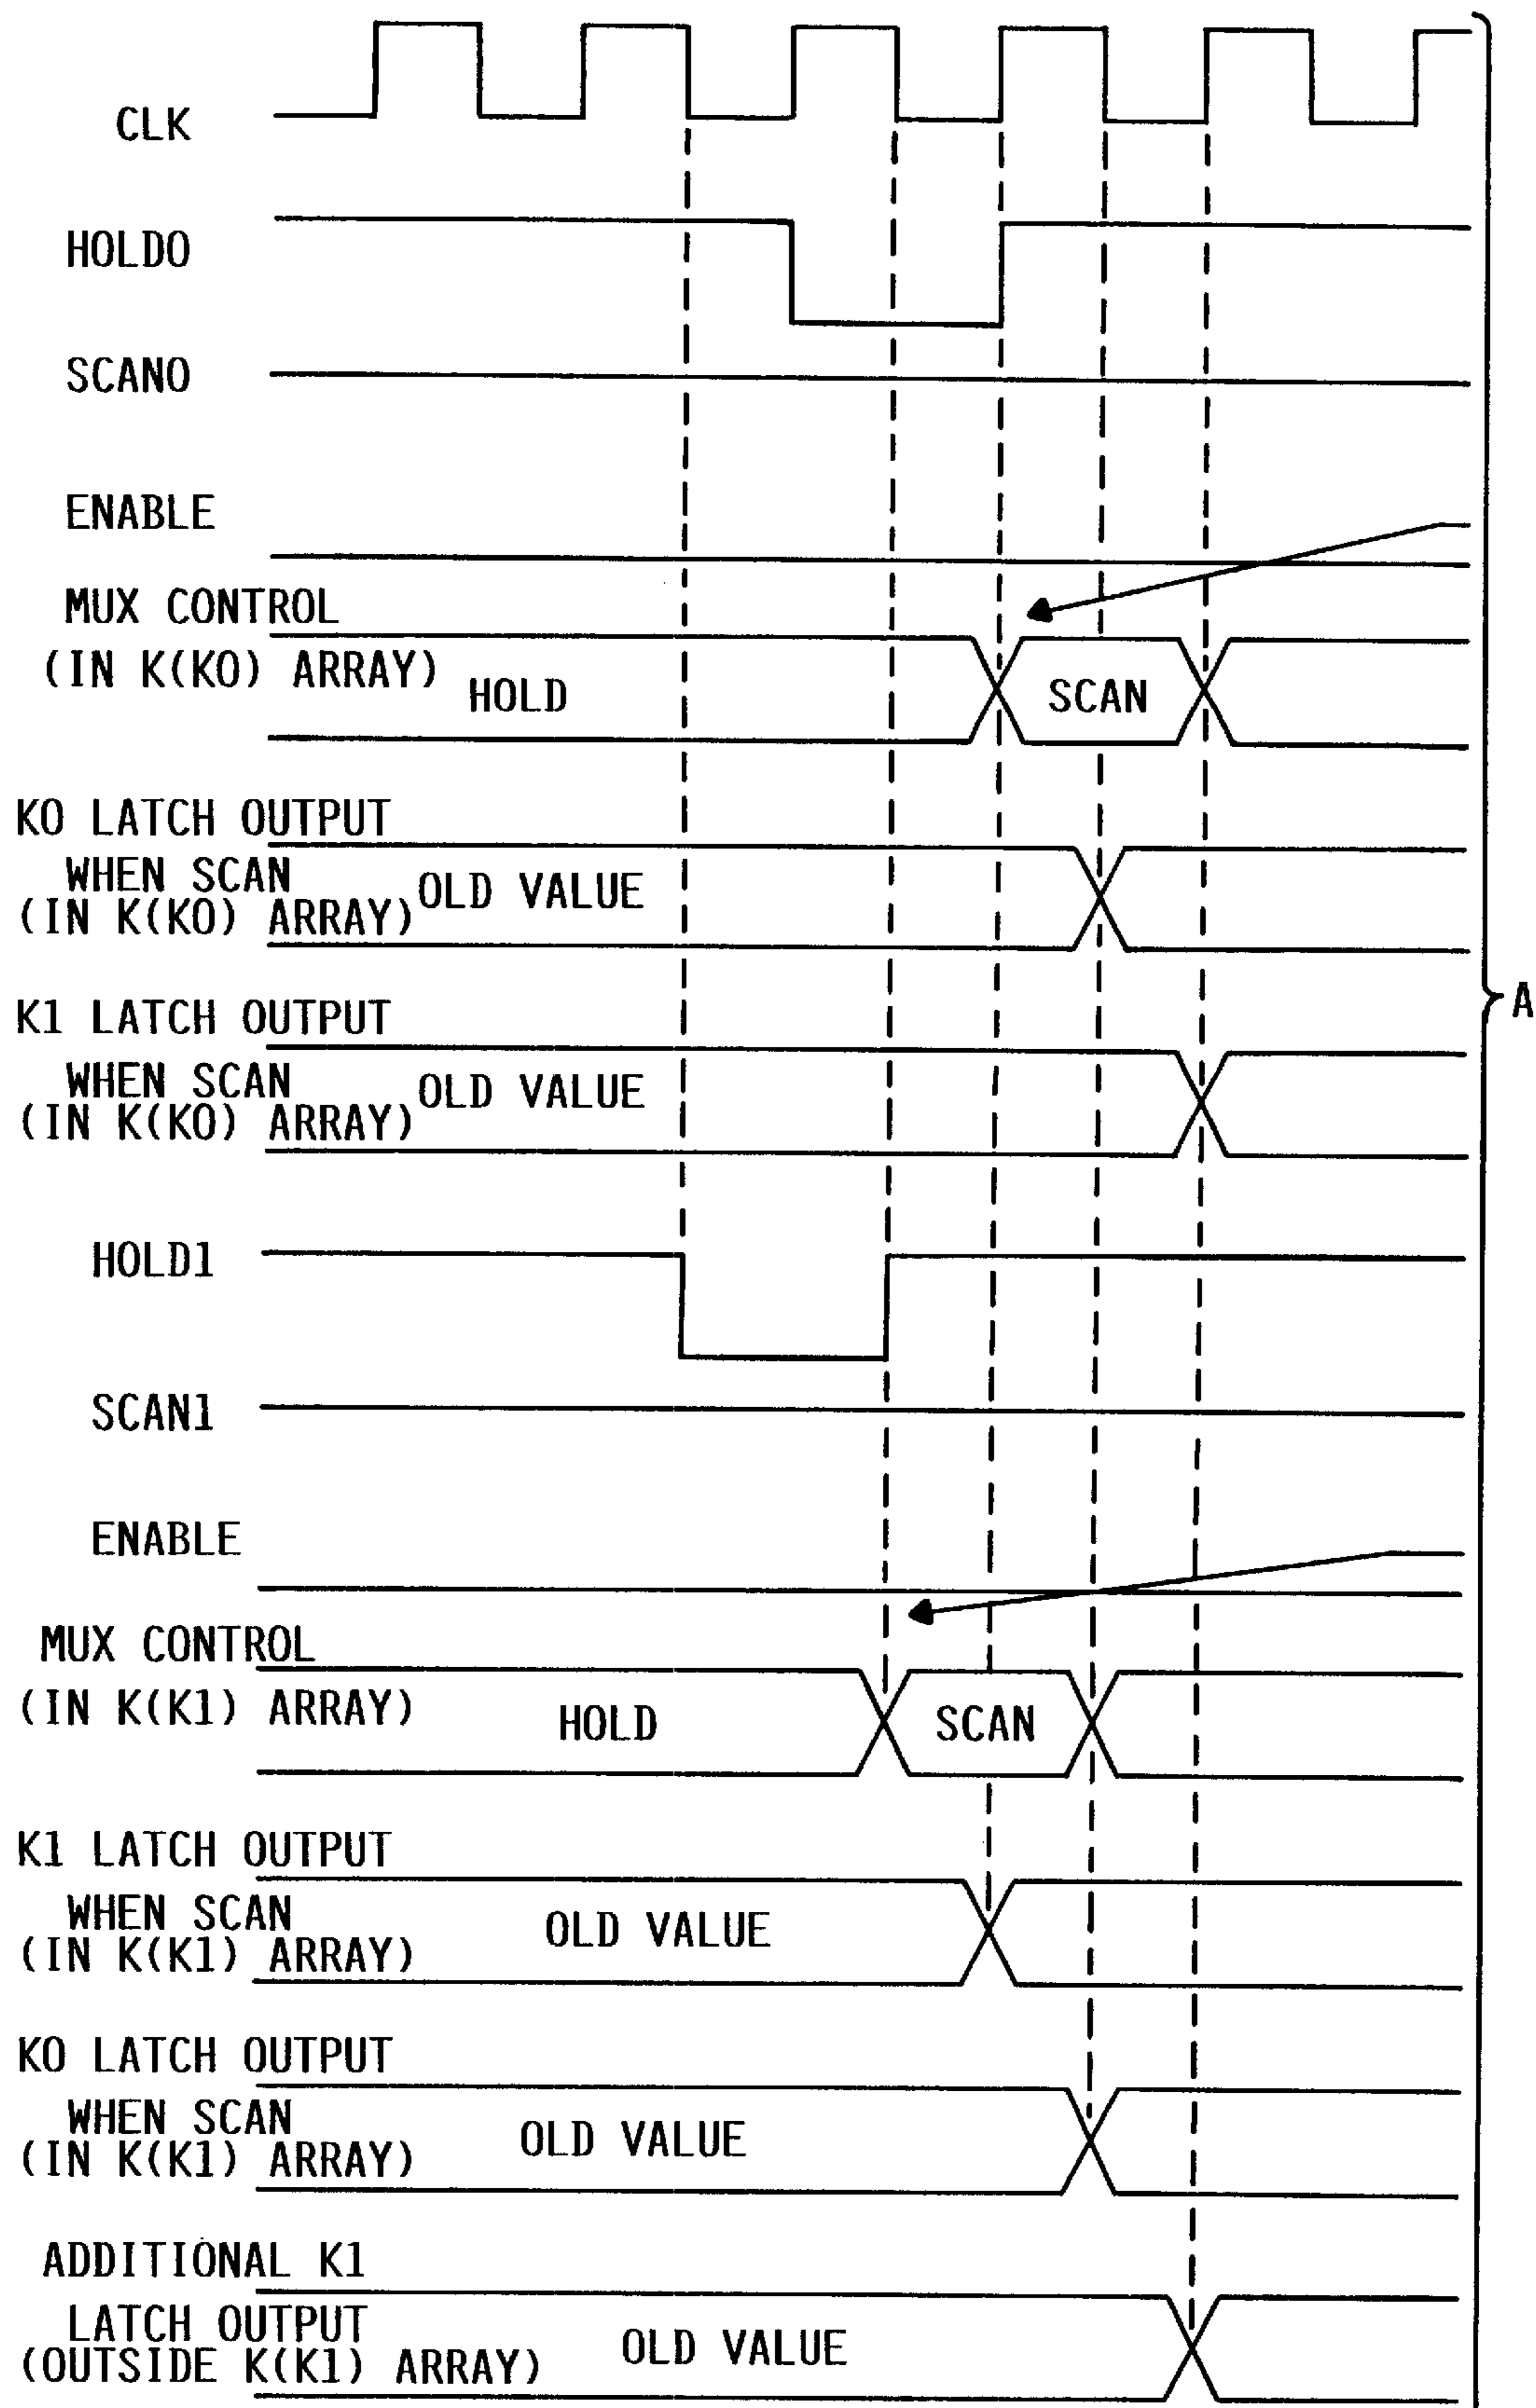 CLK
HOLD0
SCAN0
ENABLE
MUX CONTROL
(IN K(K0) ARRAY)
HOLD
SCAN
K0 LATCH OUTPUT
WHEN SCAN
(IN K(K0) ARRAY)
OLD VALUE
K1 LATCH OUTPUT
WHEN SCAN
(IN K(K0) ARRAY)
OLD VALUE
A
HOLD1
SCAN1
ENABLE
MUX CONTROL
(IN K(K1) ARRAY)
HOLD
SCAN
K1 LATCH OUTPUT
WHEN SCAN
(IN K(K1) ARRAY)
OLD VALUE
K0 LATCH OUTPUT
WHEN SCAN
(IN K(K1) ARRAY)
OLD VALUE
ADDITIONAL K1
LATCH OUTPUT
(OUTSIDE K(K1) ARRAY)
OLD VALUE